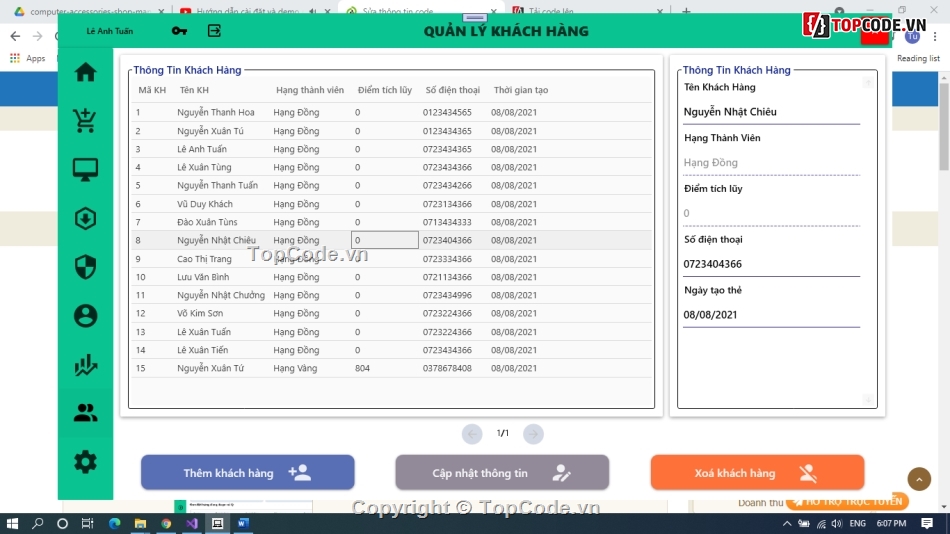 computer-accessories-shop-ma
Hướng dẫn cài đặt và dem
Sửa thông tin code
Tải code lên
Apps
Reading list
Lê Anh Tuấn
QUẢN LÝ KHÁCH HÀNG
TOPCODE.VN
Thông Tin Khách Hàng
Mã KH Tên KH Hạng thành viên Điểm tích lũy Số điện thoại Thời gian tạo
1 Nguyễn Thanh Hoa Hạng Đồng 0 0123434565 08/08/2021
2 Nguyễn Xuân Tú Hạng Đồng 0 0123434365 08/08/2021
3 Lê Anh Tuấn Hạng Đồng 0 0723434365 08/08/2021
4 Lê Xuân Tùng Hạng Đồng 0 0723434366 08/08/2021
5 Nguyễn Thanh Tuấn Hạng Đồng 0 0723434266 08/08/2021
6 Vũ Duy Khách Hạng Đồng 0 0723134366 08/08/2021
7 Đào Xuân Tùns Hạng Đồng 0 0713434333 08/08/2021
8 Nguyễn Nhật Chiêu Hạng Đồng 0 0723404366 08/08/2021
9 Cao Thị Trang Hạng Đồng 0 0723334366 08/08/2021
10 Lưu Văn Bình Hạng Đồng 0 0721134366 08/08/2021
11 Nguyễn Nhật Chưởng Hạng Đồng 0 0723434996 08/08/2021
12 Võ Kim Sơn Hạng Đồng 0 0723224366 08/08/2021
13 Lê Xuân Tuấn Hạng Đồng 0 0723224366 08/08/2021
14 Lê Xuân Tiến Hạng Đồng 0 0723434366 08/08/2021
15 Nguyễn Xuân Tứ Hạng Vàng 804 0378678408 08/08/2021
TopCode.vn
Thông Tin Khách Hàng
Tên Khách Hàng
Nguyễn Nhật Chiêu
Hạng Thành Viên
Hạng Đồng
Điểm tích lũy
0
Số điện thoại
0723404366
Ngày tạo thẻ
08/08/2021
1/1
Thêm khách hàng
Cập nhật thông tin
Xoá khách hàng
Doanh thu
HỖ TRỢ TRỰC TUYẾN
Copyright © TopCode.vn
ENG 6:07 PM